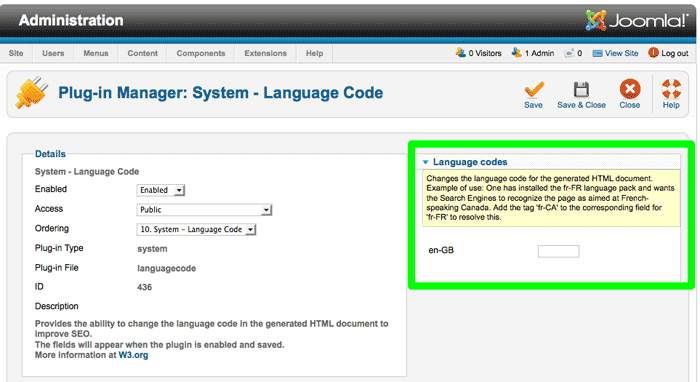 Administration
Joomla!
Site Users Menus Content Components Extensions Help
0 Visitors 1 Admin 0 View Site Log out
Plug-in Manager: System - Language Code
Save Save & Close Close Help
Details
System - Language Code
Enabled Enabled
Access Public
Ordering 10. System - Language Code
Plug-in Type system
Plug-in File languagecode
ID 436
Description
Provides the ability to change the language code in the generated HTML document to
improve SEO.
The fields will appear when the plugin is enabled and saved.
More information at W3.org
Language codes
Changes the language code for the generated HTML document.
Example of use: One has installed the fr-FR language pack and wants
the Search Engines to recognize the page as aimed at French-
speaking Canada. Add the tag 'fr-CA' to the corresponding field for
'fr-FR' to resolve this.
en-GB